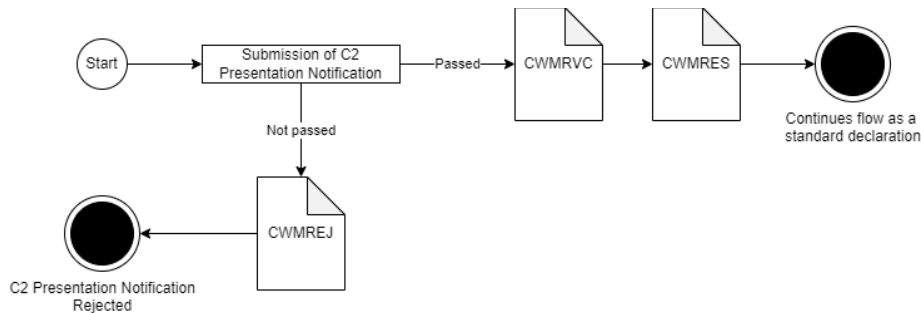 Start
Submission of C2
Presentation Notification
Passed
CWMRVC
CWMRES
Continues flow as a
standard declaration
Not passed
CWMREJ
C2 Presentation Notification
Rejected